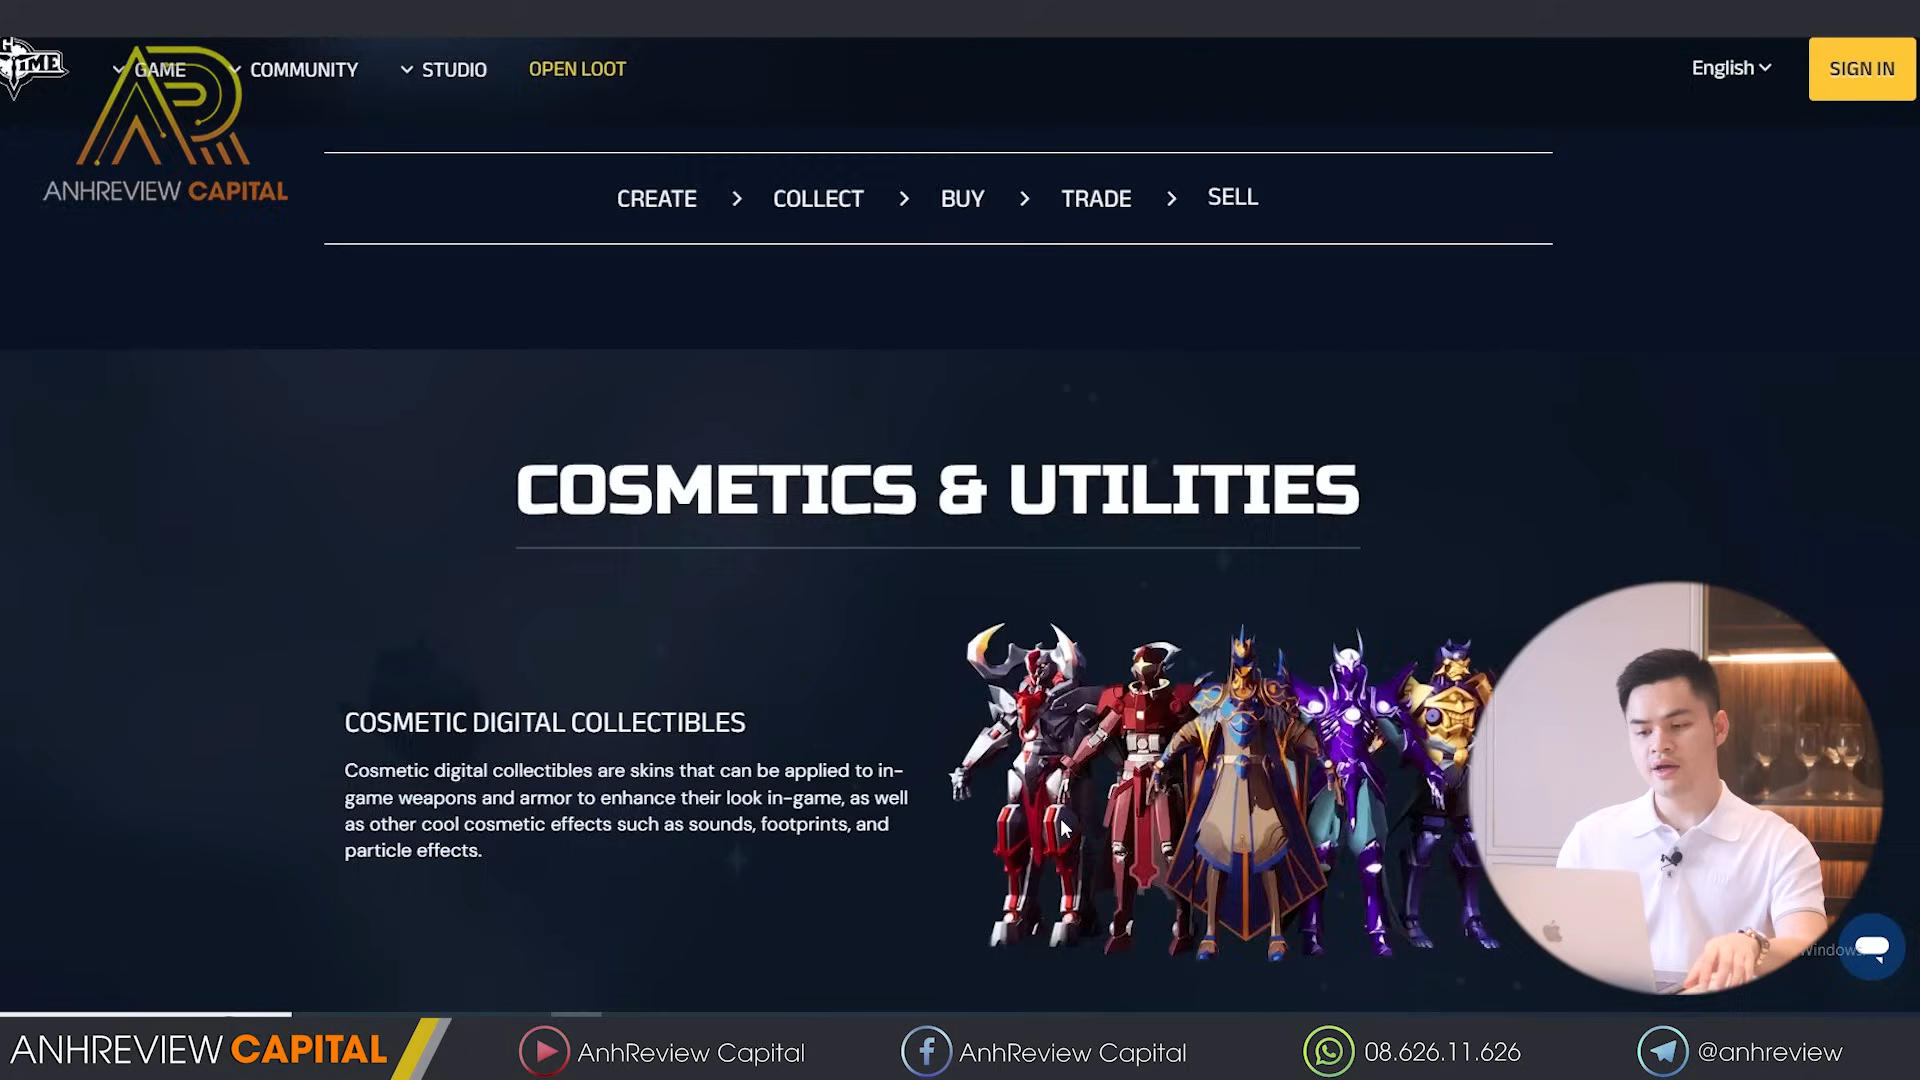 TIME
GAME
COMMUNITY
STUDIO
OPEN LOOT
English
SIGN IN
AR
ANHREVIEW CAPITAL
CREATE > COLLECT > BUY > TRADE > SELL
COSMETICS & UTILITIES
COSMETIC DIGITAL COLLECTIBLES
Cosmetic digital collectibles are skins that can be applied to in-
game weapons and armor to enhance their look in-game, as well
as other cool cosmetic effects such as sounds, footprints, and
particle effects.
Windows
ANHREVIEW CAPITAL
AnhReview Capital
AnhReview Capital
08.626.11.626
@anhreview